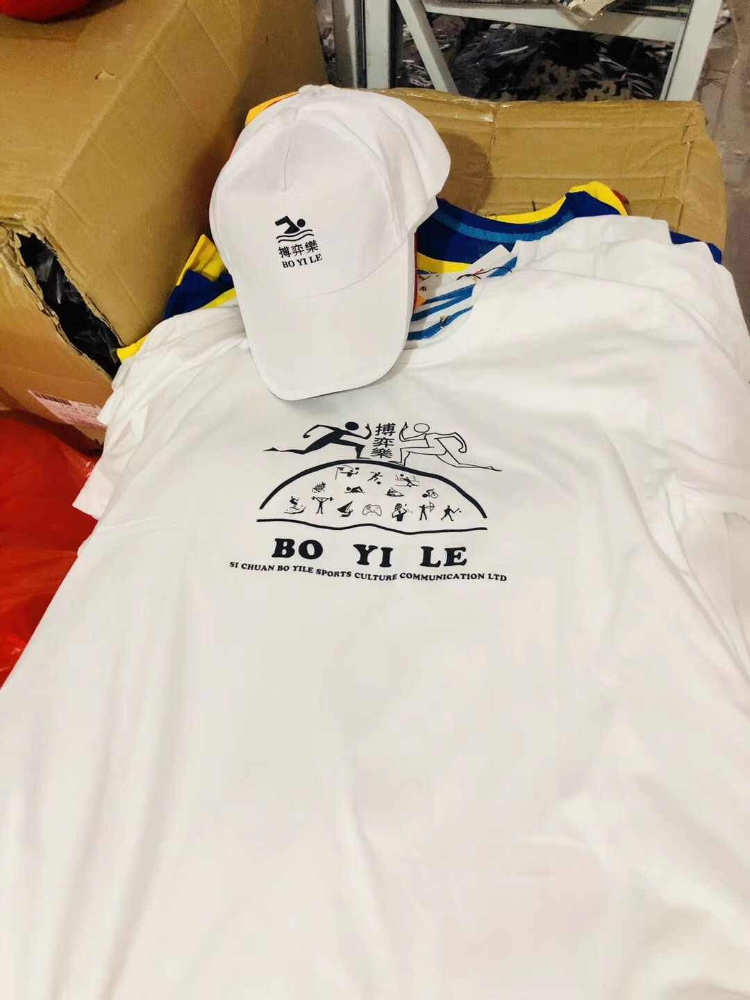 搏弈樂
BO YI LE
搏
弈
樂
BO YI LE
SI CHUAN BO YILE SPORTS CULTURE COMMUNICATION LTD